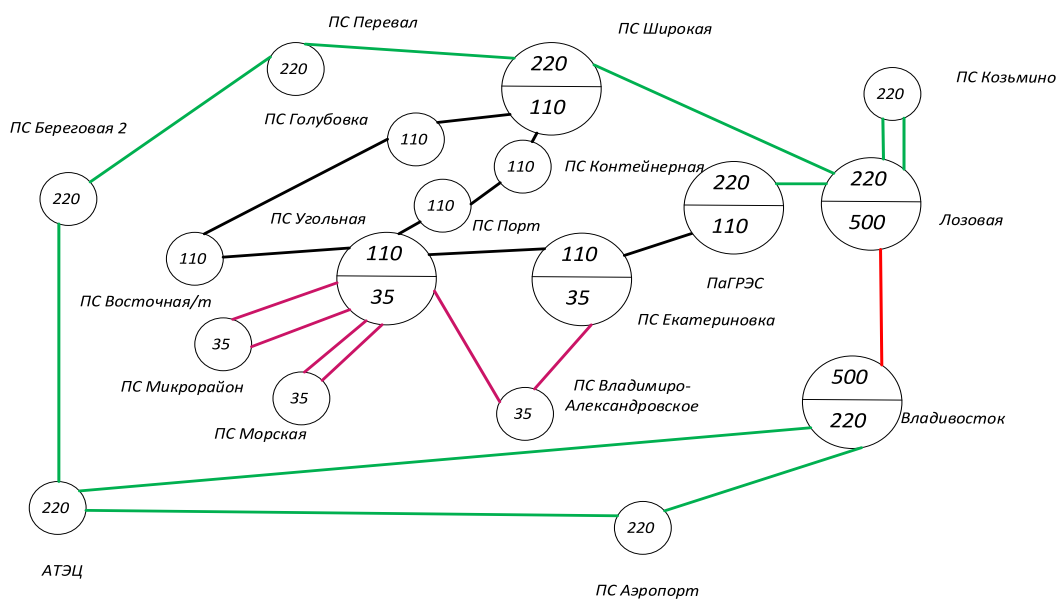 ПС Перевал
ПС Широкая
220
220
110
ПС Козьмино
220
ПС Береговая 2
ПС Голубовка
110
110
ПС Контейнерная
220
110
220
500
220
110
ПС Угольная
ПС Порт
Лозовая
110
110
35
110
35
ПаГРЭС
ПС Восточная/т
ПС Екатериновка
35
ПС Микрорайон
35
ПС Морская
35
ПС Владимиро-
Александровское
500
220
Владивосток
220
220
АТЭЦ
ПС Аэропорт